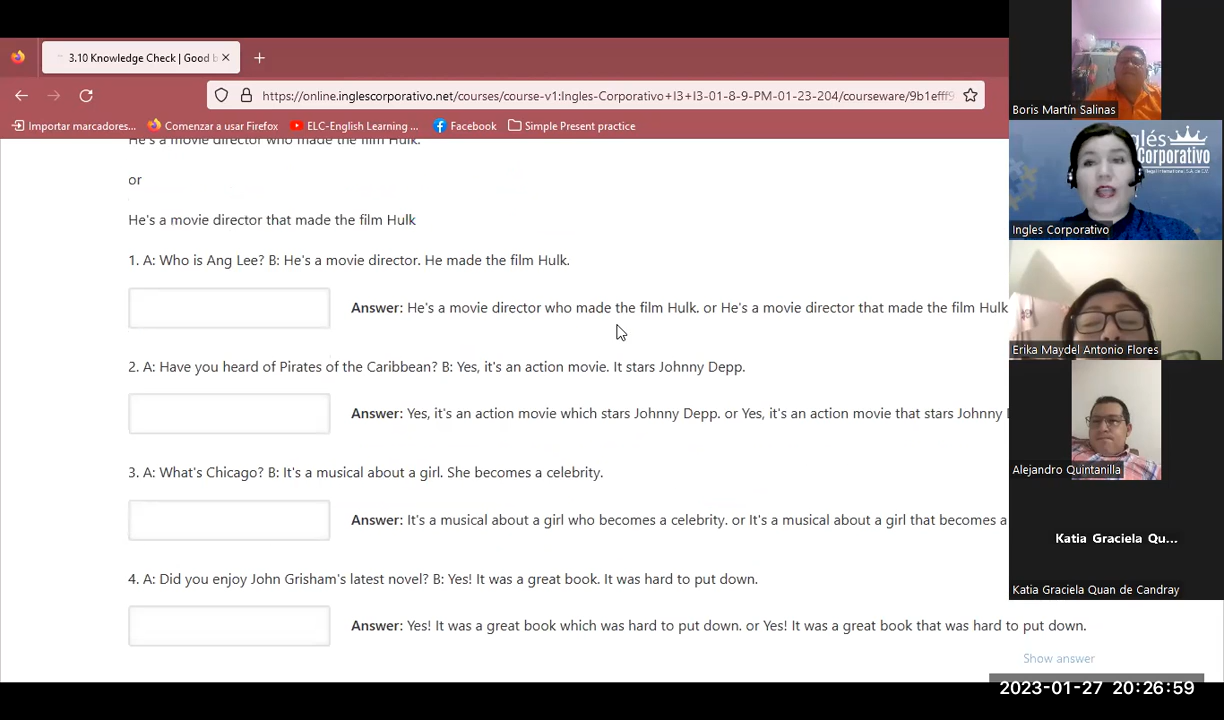 3.10 Knowledge Check | Good b
https://online.inglescorporativo.net/courses/course-v1:Ingles-Corporativo+I3+I3-01-8-9-PM-01-23-204/courseware/9b1efff9
Importar marcadores... Comenzar a usar Firefox ELC-English Learning ... Facebook Simple Present practice
He's a movie director who made the film Hulk.
or
He's a movie director that made the film Hulk
1. A: Who is Ang Lee? B: He's a movie director. He made the film Hulk.
Answer: He's a movie director who made the film Hulk. or He's a movie director that made the film Hulk
2. A: Have you heard of Pirates of the Caribbean? B: Yes, it's an action movie. It stars Johnny Depp.
Answer: Yes, it's an action movie which stars Johnny Depp. or Yes, it's an action movie that stars Johnny
3. A: What's Chicago? B: It's a musical about a girl. She becomes a celebrity.
Answer: It's a musical about a girl who becomes a celebrity. or It's a musical about a girl that becomes a
4. A: Did you enjoy John Grisham's latest novel? B: Yes! It was a great book. It was hard to put down.
Answer: Yes! It was a great book which was hard to put down. or Yes! It was a great book that was hard to put down.
Show answer
Boris Martín Salinas
glés
Corporativo
Ingles Corporativo
Erika Maydel Antonio Flores
Alejandro Quintanilla
Katia Graciela Qu...
Katia Graciela Quan de Candray
2023-01-27 20:26:59